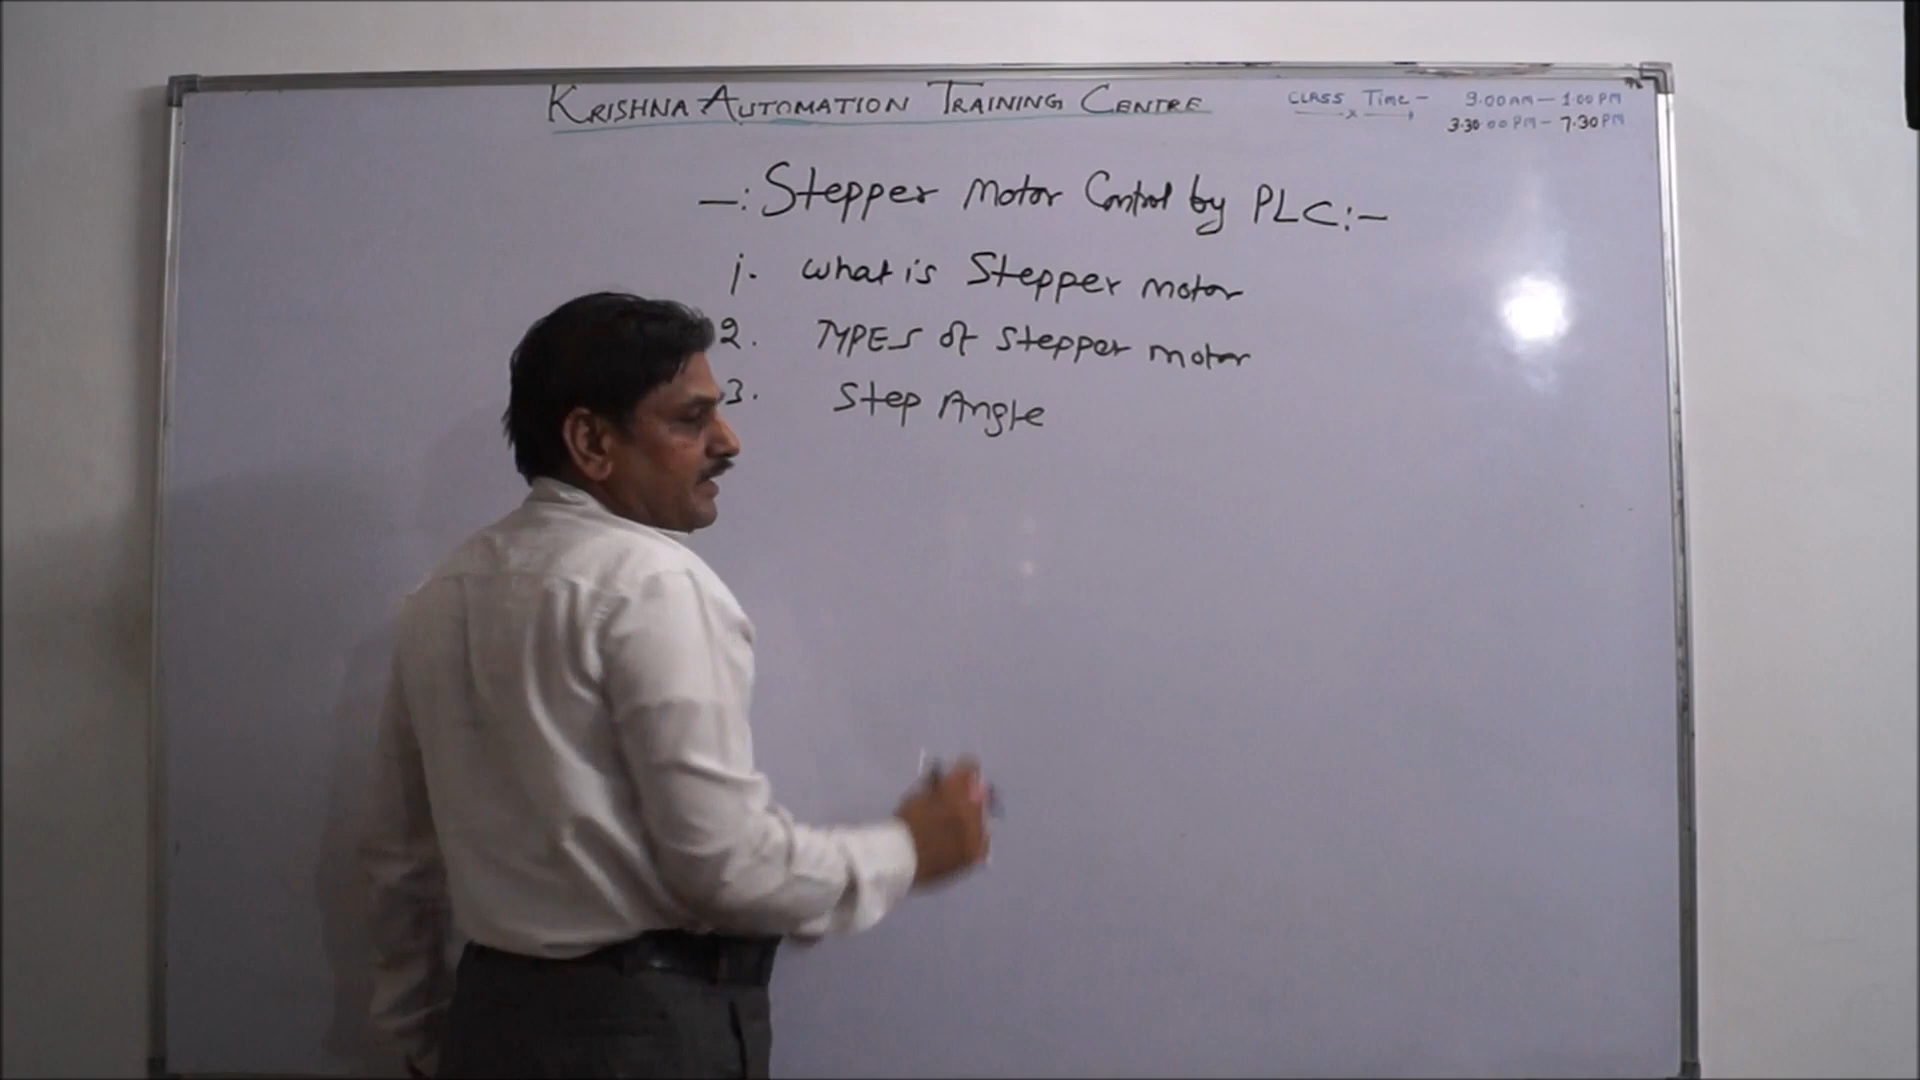 KRISHNA AUTOMATION TRAINING CENTRE
CLASS Time - 9.00 AM - 1.00 PM
3.30 00 PM - 7.30 PM
-: Stepper motor Control by PLC :-
1. what is Stepper motor
2. TYPES of stepper motor
3. Step Angle